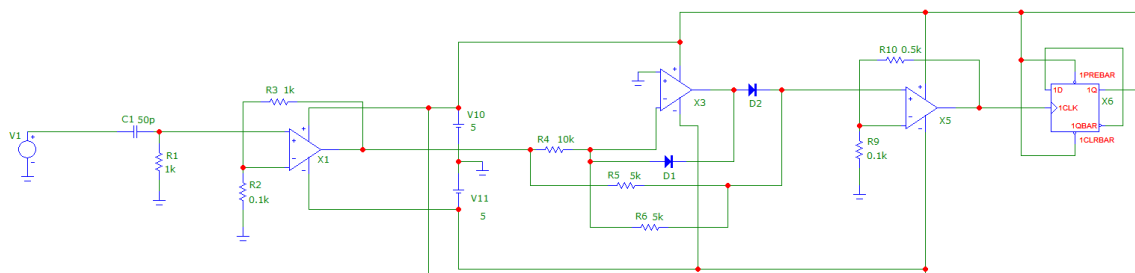 V1
C1 50p
R1
1k
R3 1k
R2
0.1k
X1
V10
5
V11
5
R4 10k
X3
D2
D1
R5 5k
R6 5k
R10 0.5k
R9
0.1k
X5
1PREBAR
1D
1Q
X6
1CLK
1QBAR
1CLRBAR